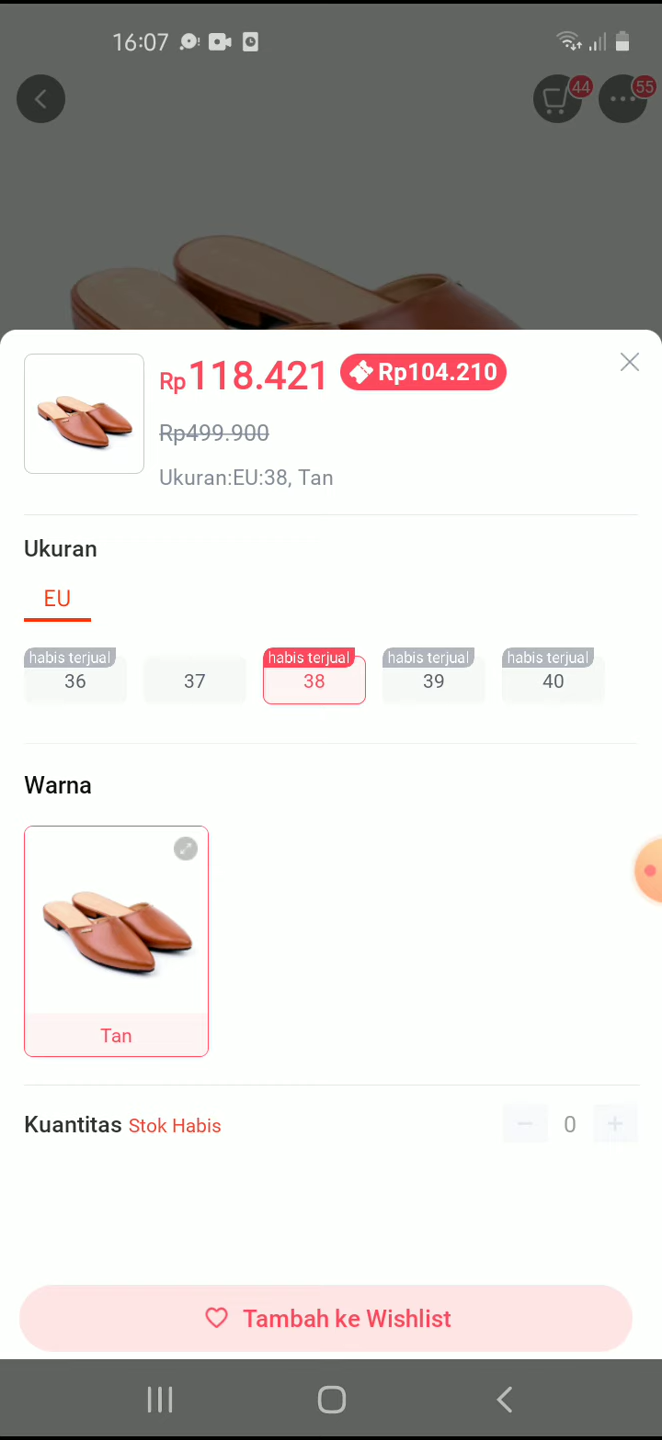 16:07
44
55
Rp118.421 Rp104.210
Rp499.900
Ukuran:EU:38, Tan
Ukuran
EU
habis terjual habis terjual habis terjual habis terjual
36 37 38 39 40
Warna
Tan
Kuantitas Stok Habis 0
Tambah ke Wishlist